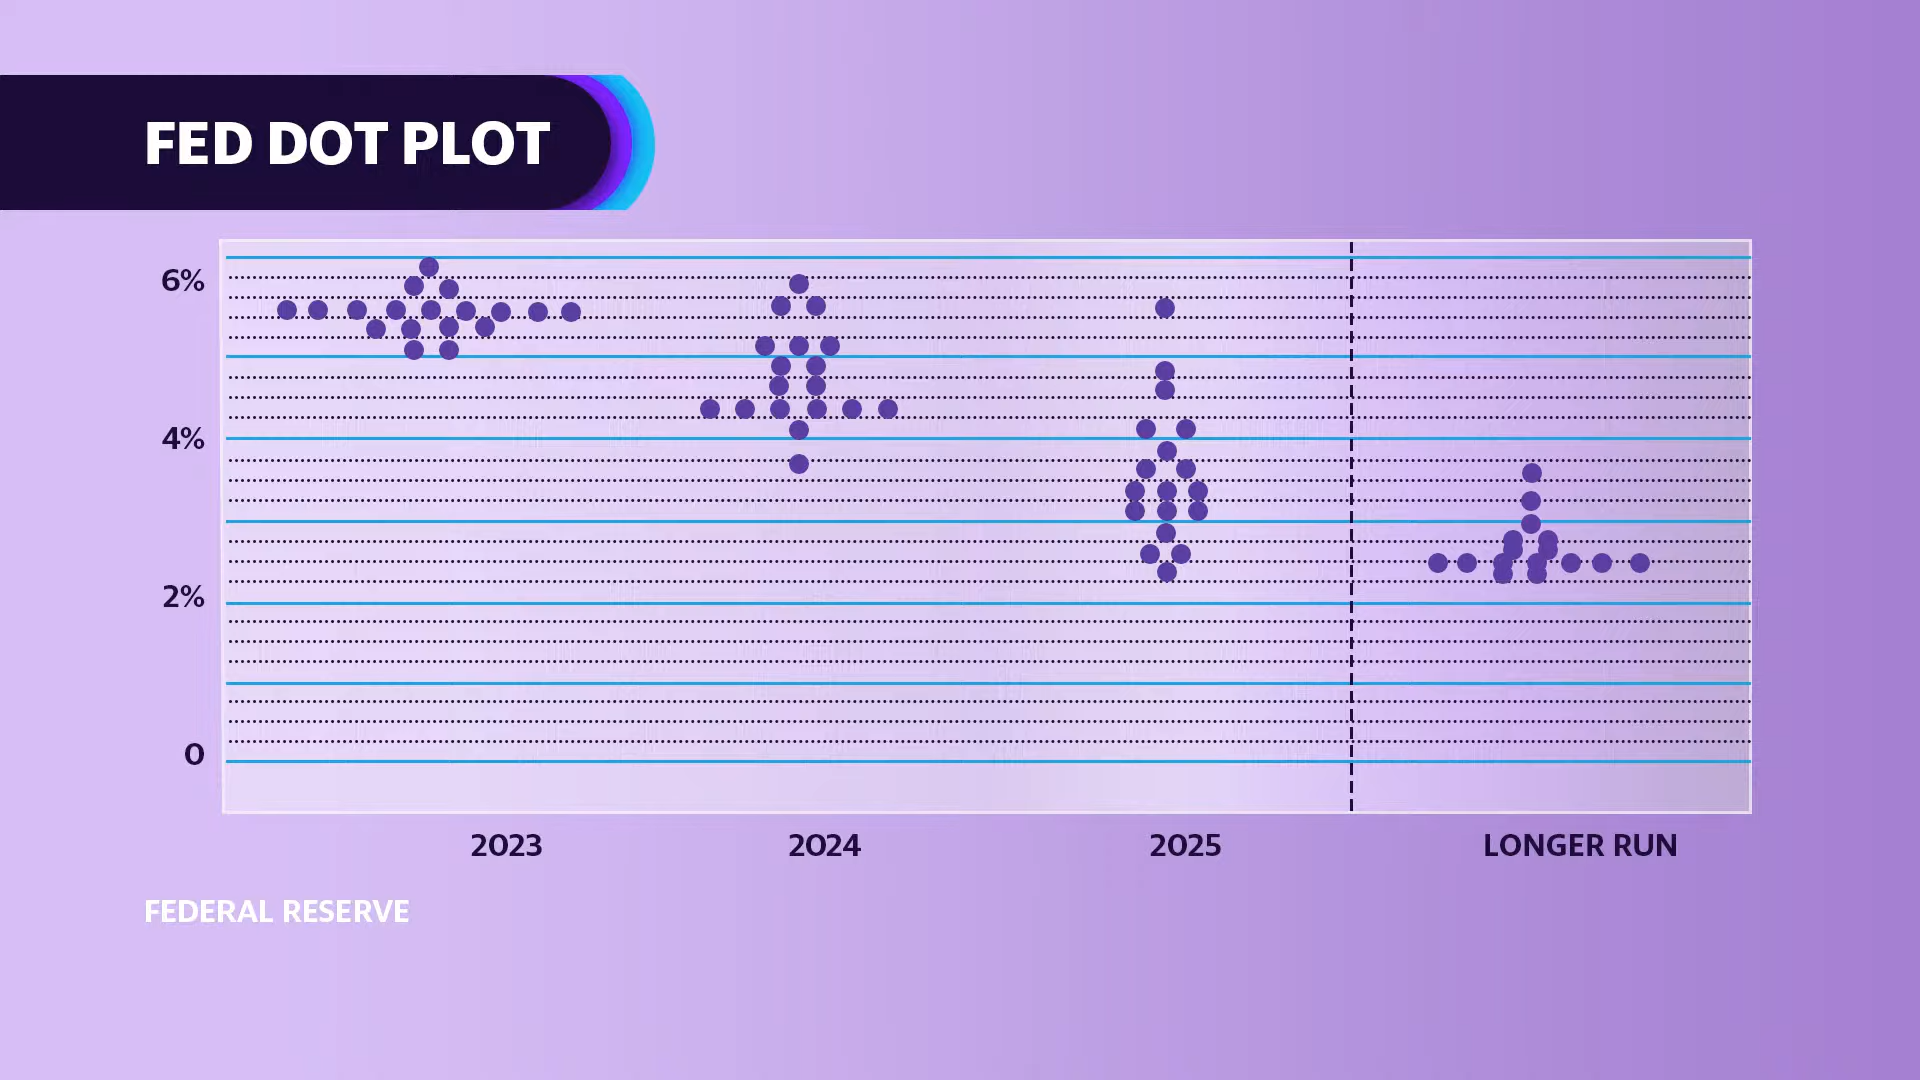 FED DOT PLOT
6%
4%
2%
0
2023
2024
2025
LONGER RUN
FEDERAL RESERVE